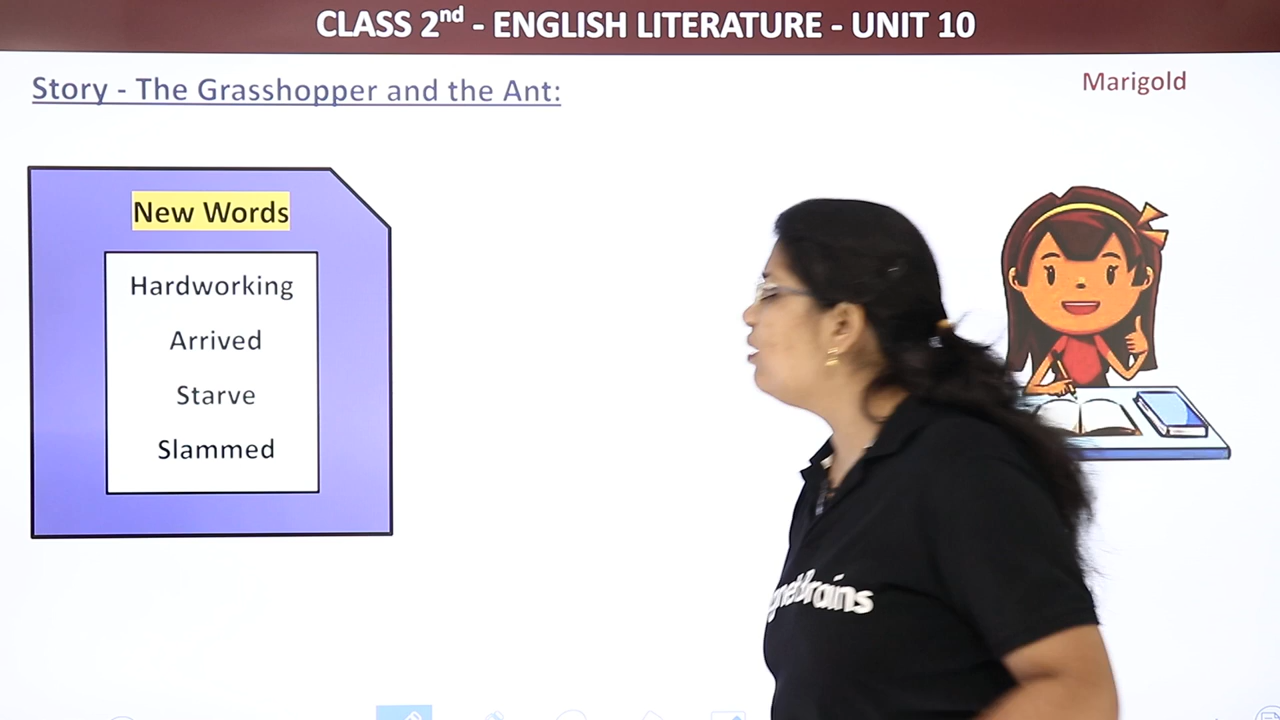 CLASS 2nd - ENGLISH LITERATURE - UNIT 10
Story - The Grasshopper and the Ant:
Marigold
New Words
Hardworking
Arrived
Starve
Slammed